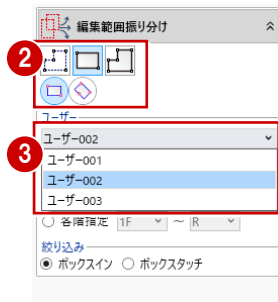 編集範囲振り分け
2
ユーザー
ユーザー002
3
ユーザー001
ユーザー002
ユーザー003
各階指定 1F ～ R
絞り込み
ボックスイン ボックスタッチ